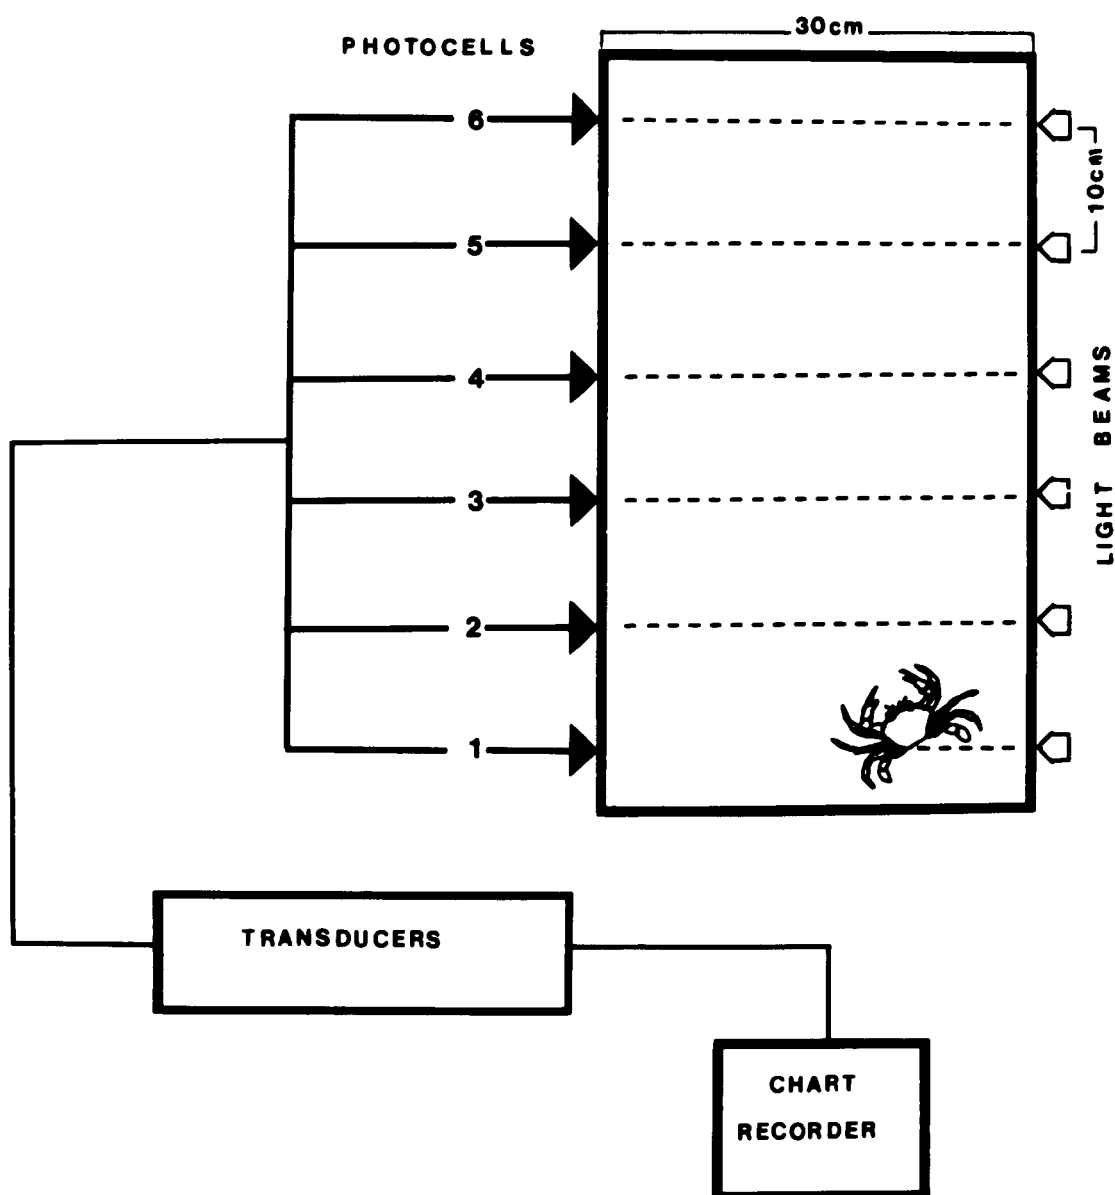 30cm
PHOTOCELLS
6
5
4
3
2
1
10cm
LIGHT BEAMS
TRANSDUCERS
CHART
RECORDER